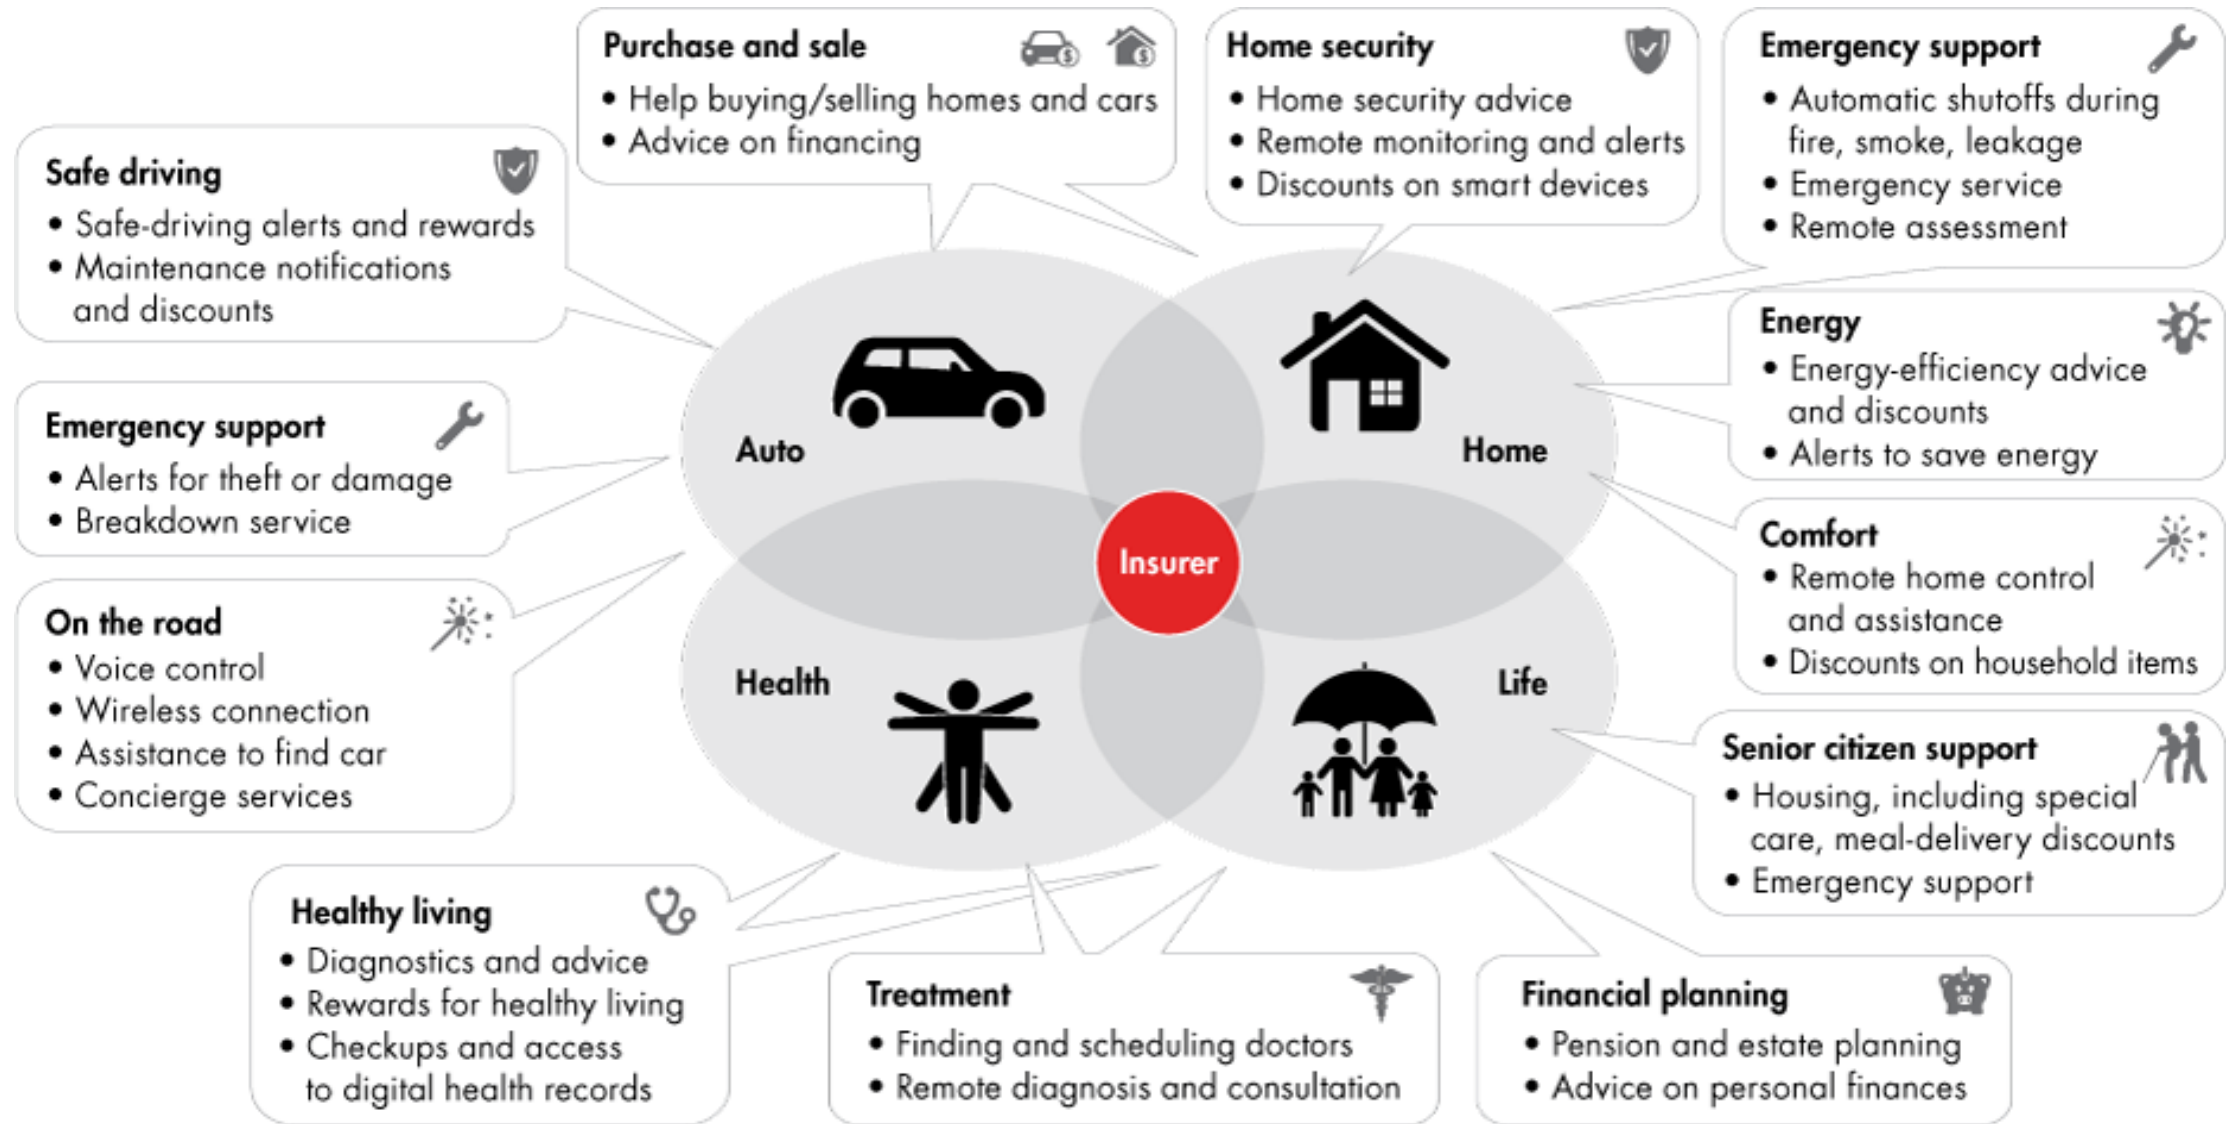 Purchase and sale
• Help buying/selling homes and cars
• Advice on financing
Home security
• Home security advice
• Remote monitoring and alerts
• Discounts on smart devices
Emergency support
• Automatic shutoffs during
fire, smoke, leakage
• Emergency service
• Remote assessment
Safe driving
• Safe-driving alerts and rewards
• Maintenance notifications
and discounts
Energy
• Energy-efficiency advice
and discounts
• Alerts to save energy
Emergency support
• Alerts for theft or damage
• Breakdown service
Auto
Home
Comfort
• Remote home control
and assistance
• Discounts on household items
Insurer
On the road
• Voice control
• Wireless connection
• Assistance to find car
• Concierge services
Health
Life
Senior citizen support
• Housing, including special
care, meal-delivery discounts
• Emergency support
Healthy living
• Diagnostics and advice
• Rewards for healthy living
• Checkups and access
to digital health records
Treatment
• Finding and scheduling doctors
• Remote diagnosis and consultation
Financial planning
• Pension and estate planning
• Advice on personal finances